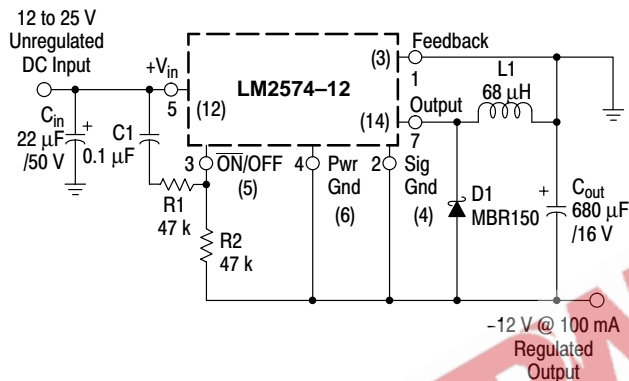 12 to 25 V
Unregulated
DC Input
+Vin
5
(12)
LM2574–12
(3)
Feedback
1
(14)
Output
7
L1
68 μH
Cin
22 μF
/50 V
+
C1
0.1 μF
3
ON/OFF
(5)
4
Pwr
Gnd
(6)
2
Sig
Gnd
(4)
D1
MBR150
+
Cout
680 μF
/16 V
R1
47 k
R2
47 k
–12 V @ 100 mA
Regulated
Output